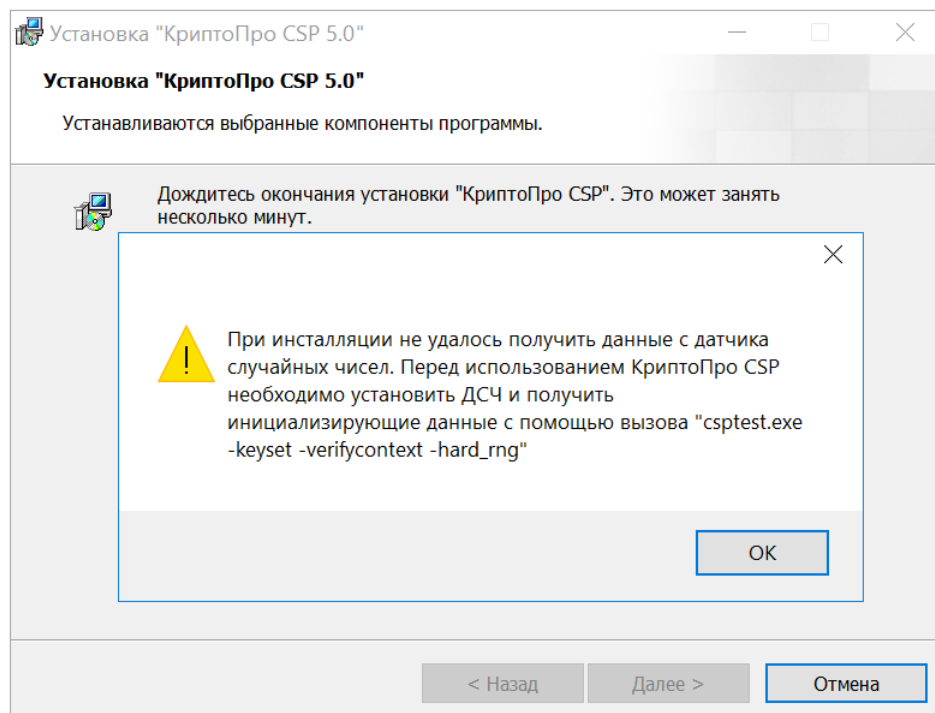 Установка "КриптоПро CSP 5.0"
Установка "КриптоПро CSP 5.0"
Устанавливаются выбранные компоненты программы.
Дождитесь окончания установки "КриптоПро CSP". Это может занять
несколько минут.
При инсталляции не удалось получить данные с датчика
случайных чисел. Перед использованием КриптоПро CSP
необходимо установить ДСЧ и получить
инициализирующие данные с помощью вызова "csptest.exe
-keyset -verifycontext -hard_rng"
OK
< Назад
Далее >
Отмена